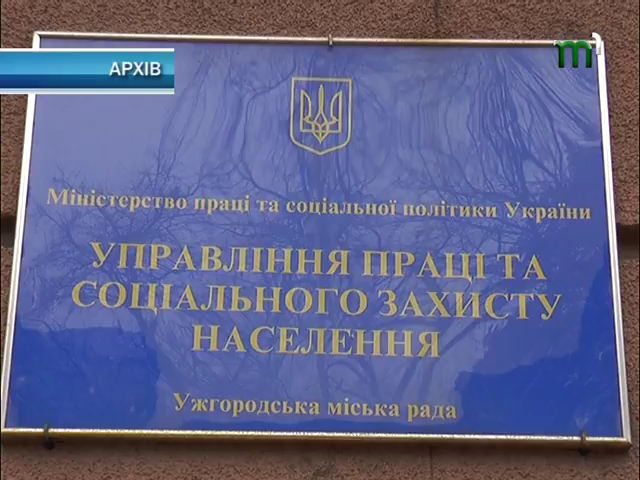 АРХІВ
m
Міністерство праці та соціальної політики України
УПРАВЛІННЯ ПРАЦІ ТА
СОЦІАЛЬНОГО ЗАХИСТУ
НАСЕЛЕННЯ
Ужгородська міська рада